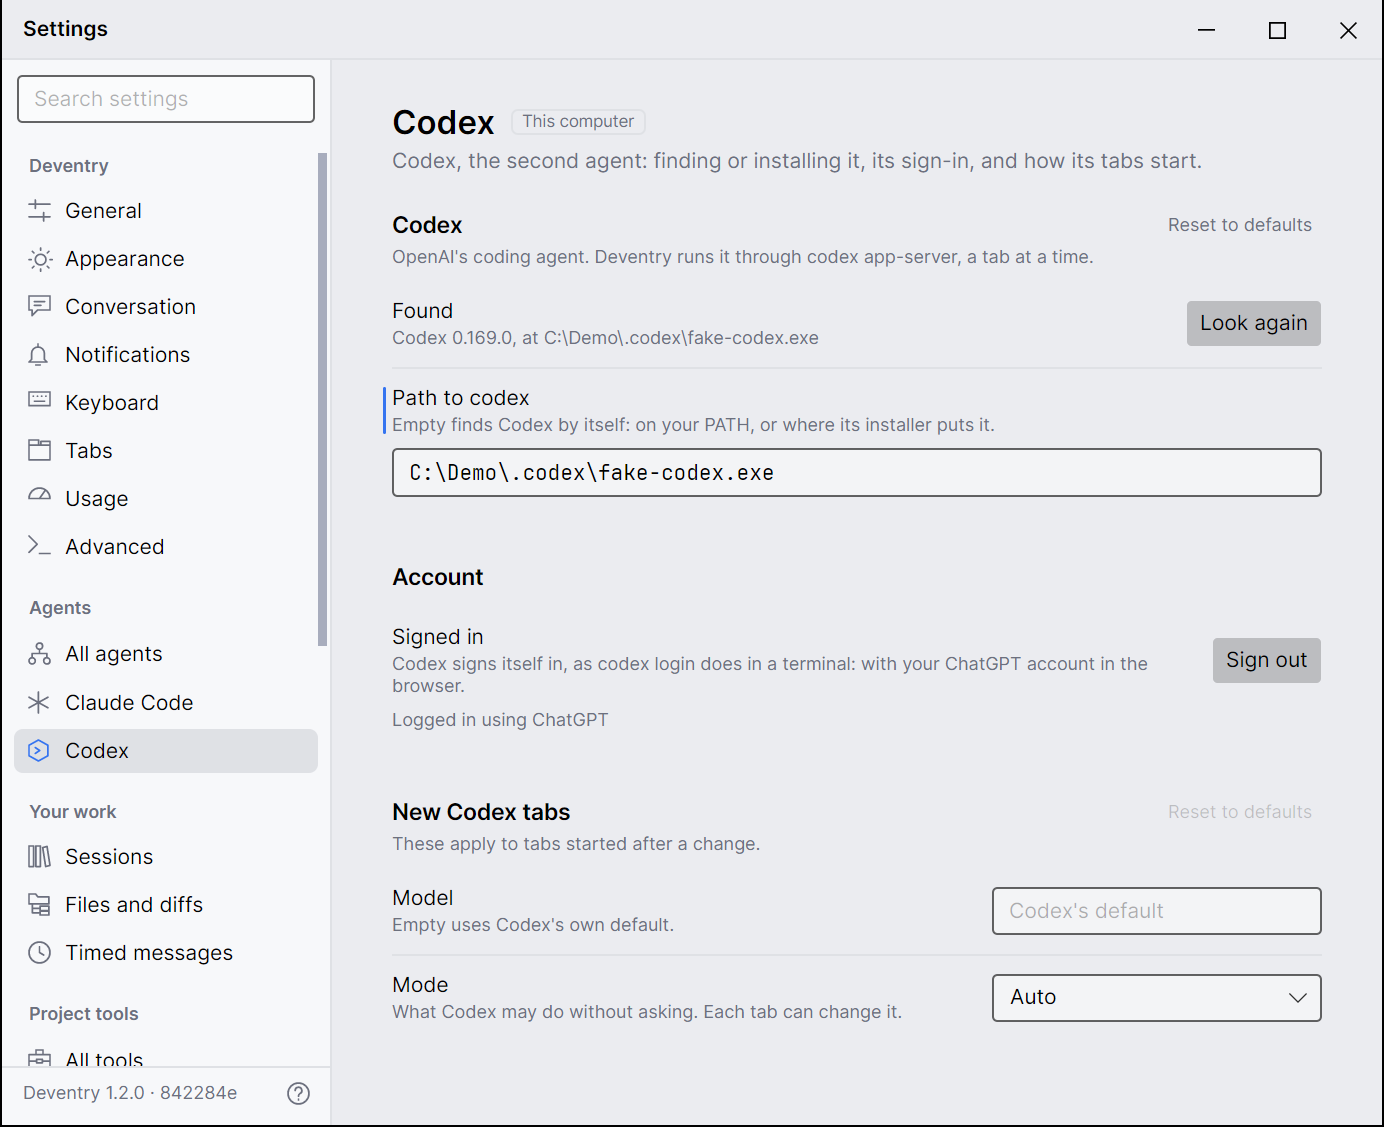 Settings
Search settings
Deventry
General
Appearance
Conversation
Notifications
Keyboard
Tabs
Usage
Advanced
Agents
All agents
Claude Code
Codex
Your work
Sessions
Files and diffs
Timed messages
Project tools
All tools
Deventry 1.2.0 · 842284e
Codex This computer
Codex, the second agent: finding or installing it, its sign-in, and how its tabs start.
Codex Reset to defaults
OpenAI's coding agent. Deventry runs it through codex app-server, a tab at a time.
Found
Codex 0.169.0, at C:\Demo\.codex\fake-codex.exe
Look again
Path to codex
Empty finds Codex by itself: on your PATH, or where its installer puts it.
C:\Demo\.codex\fake-codex.exe
Account
Signed in
Codex signs itself in, as codex login does in a terminal: with your ChatGPT account in the
browser.
Logged in using ChatGPT
Sign out
New Codex tabs Reset to defaults
These apply to tabs started after a change.
Model
Empty uses Codex's own default.
Codex's default
Mode
What Codex may do without asking. Each tab can change it.
Auto